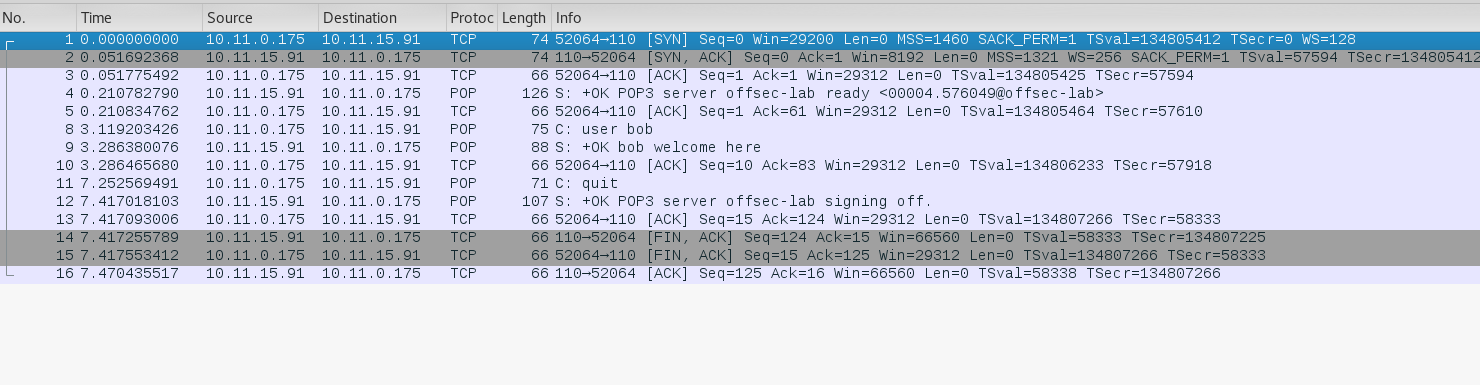 No. Time Source Destination Protoc Length Info
1 0.000000000 10.11.0.175 10.11.15.91 TCP 74 52064→110 [SYN] Seq=0 Win=29200 Len=0 MSS=1460 SACK_PERM=1 TSval=134805412 TSecr=0 WS=128
2 0.051692368 10.11.15.91 10.11.0.175 TCP 74 110→52064 [SYN, ACK] Seq=0 Ack=1 Win=8192 Len=0 MSS=1321 WS=256 SACK_PERM=1 TSval=57594 TSecr=134805412
3 0.051775492 10.11.0.175 10.11.15.91 TCP 66 52064→110 [ACK] Seq=1 Ack=1 Win=29312 Len=0 TSval=134805425 TSecr=57594
4 0.210782790 10.11.15.91 10.11.0.175 POP 126 S: +OK POP3 server offsec-lab ready <00004.576049@offsec-lab>
5 0.210834762 10.11.0.175 10.11.15.91 TCP 66 52064→110 [ACK] Seq=1 Ack=61 Win=29312 Len=0 TSval=134805464 TSecr=57610
8 3.119203426 10.11.0.175 10.11.15.91 POP 75 C: user bob
9 3.286380076 10.11.15.91 10.11.0.175 POP 88 S: +OK bob welcome here
10 3.286465680 10.11.0.175 10.11.15.91 TCP 66 52064→110 [ACK] Seq=10 Ack=83 Win=29312 Len=0 TSval=134806233 TSecr=57918
11 7.252569491 10.11.0.175 10.11.15.91 POP 71 C: quit
12 7.417018103 10.11.15.91 10.11.0.175 POP 107 S: +OK POP3 server offsec-lab signing off.
13 7.417093006 10.11.0.175 10.11.15.91 TCP 66 52064→110 [ACK] Seq=15 Ack=124 Win=29312 Len=0 TSval=134807266 TSecr=58333
14 7.417255789 10.11.15.91 10.11.0.175 TCP 66 110→52064 [FIN, ACK] Seq=124 Ack=15 Win=66560 Len=0 TSval=58333 TSecr=134807225
15 7.417553412 10.11.0.175 10.11.15.91 TCP 66 52064→110 [FIN, ACK] Seq=15 Ack=125 Win=29312 Len=0 TSval=134807266 TSecr=58333
16 7.470435517 10.11.15.91 10.11.0.175 TCP 66 110→52064 [ACK] Seq=125 Ack=16 Win=66560 Len=0 TSval=58338 TSecr=134807266